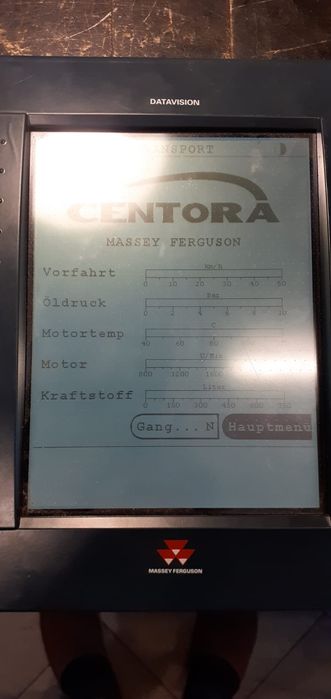 DATAVISION
TRANSPORT
CENTORA
MASSEY FERGUSON
Vorfahrt
Km/h
0 10 20 30 40 50
Öldruck
Bar
0 2 4 6 8 10
Motortemp
C
40 60 80
Motor
U/Min
800 1200 1600
Kraftstoff
Liter
0 150 300 450 600 750
Gang... N Hauptmenü
MASSEY FERGUSON